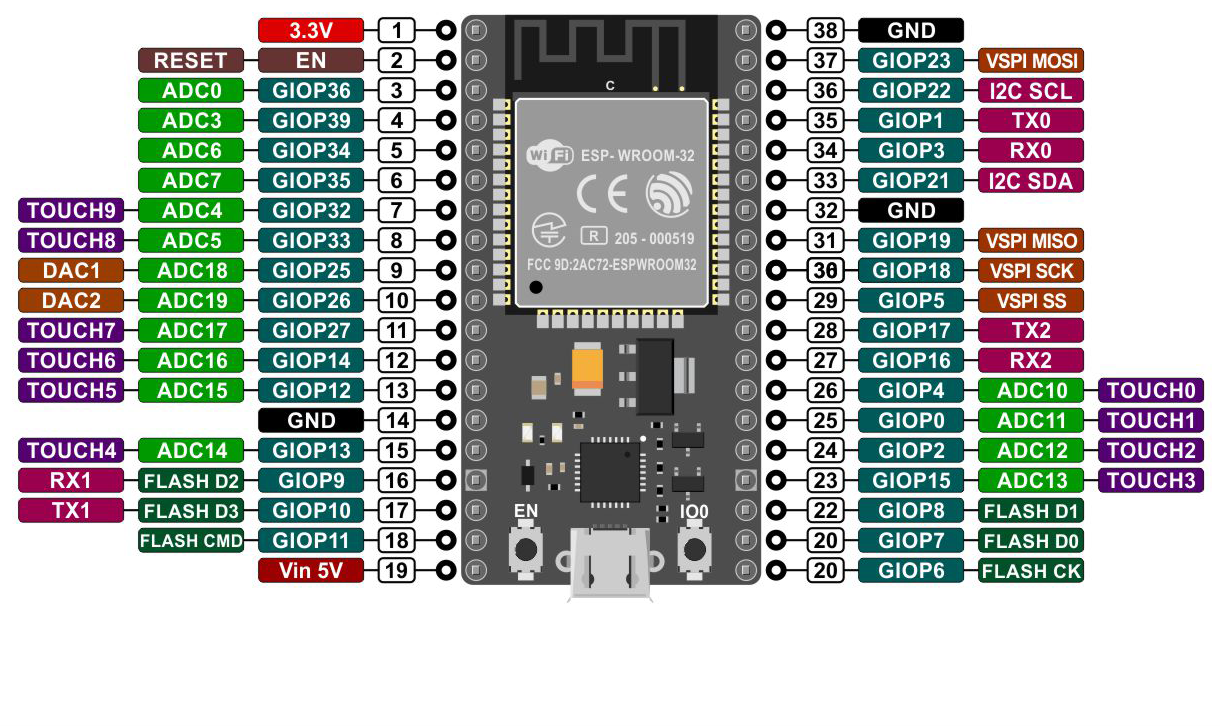 3.3V 1 38 GND
RESET EN 2 37 GIOP23 VSPI MOSI
ADC0 GIOP36 3 36 GIOP22 I2C SCL
C
ADC3 GIOP39 4 35 GIOP1 TX0
ADC6 GIOP34 5 WiFi ESP-WROOM-32 34 GIOP3 RX0
ADC7 GIOP35 6 CE 33 GIOP21 I2C SDA
TOUCH9 ADC4 GIOP32 7 32 GND
TOUCH8 ADC5 GIOP33 8 R 205-000519 31 GIOP19 VSPI MISO
DAC1 ADC18 GIOP25 9 FCC 9D:2AC72-ESPWROOM32 30 GIOP18 VSPI SCK
DAC2 ADC19 GIOP26 10 29 GIOP5 VSPI SS
TOUCH7 ADC17 GIOP27 11 28 GIOP17 TX2
TOUCH6 ADC16 GIOP14 12 27 GIOP16 RX2
TOUCH5 ADC15 GIOP12 13 26 GIOP4 ADC10 TOUCH0
GND 14 25 GIOP0 ADC11 TOUCH1
TOUCH4 ADC14 GIOP13 15 24 GIOP2 ADC12 TOUCH2
RX1 FLASH D2 GIOP9 16 23 GIOP15 ADC13 TOUCH3
TX1 FLASH D3 GIOP10 17 EN IO0 22 GIOP8 FLASH D1
FLASH CMD GIOP11 18 20 GIOP7 FLASH D0
Vin 5V 19 20 GIOP6 FLASH CK